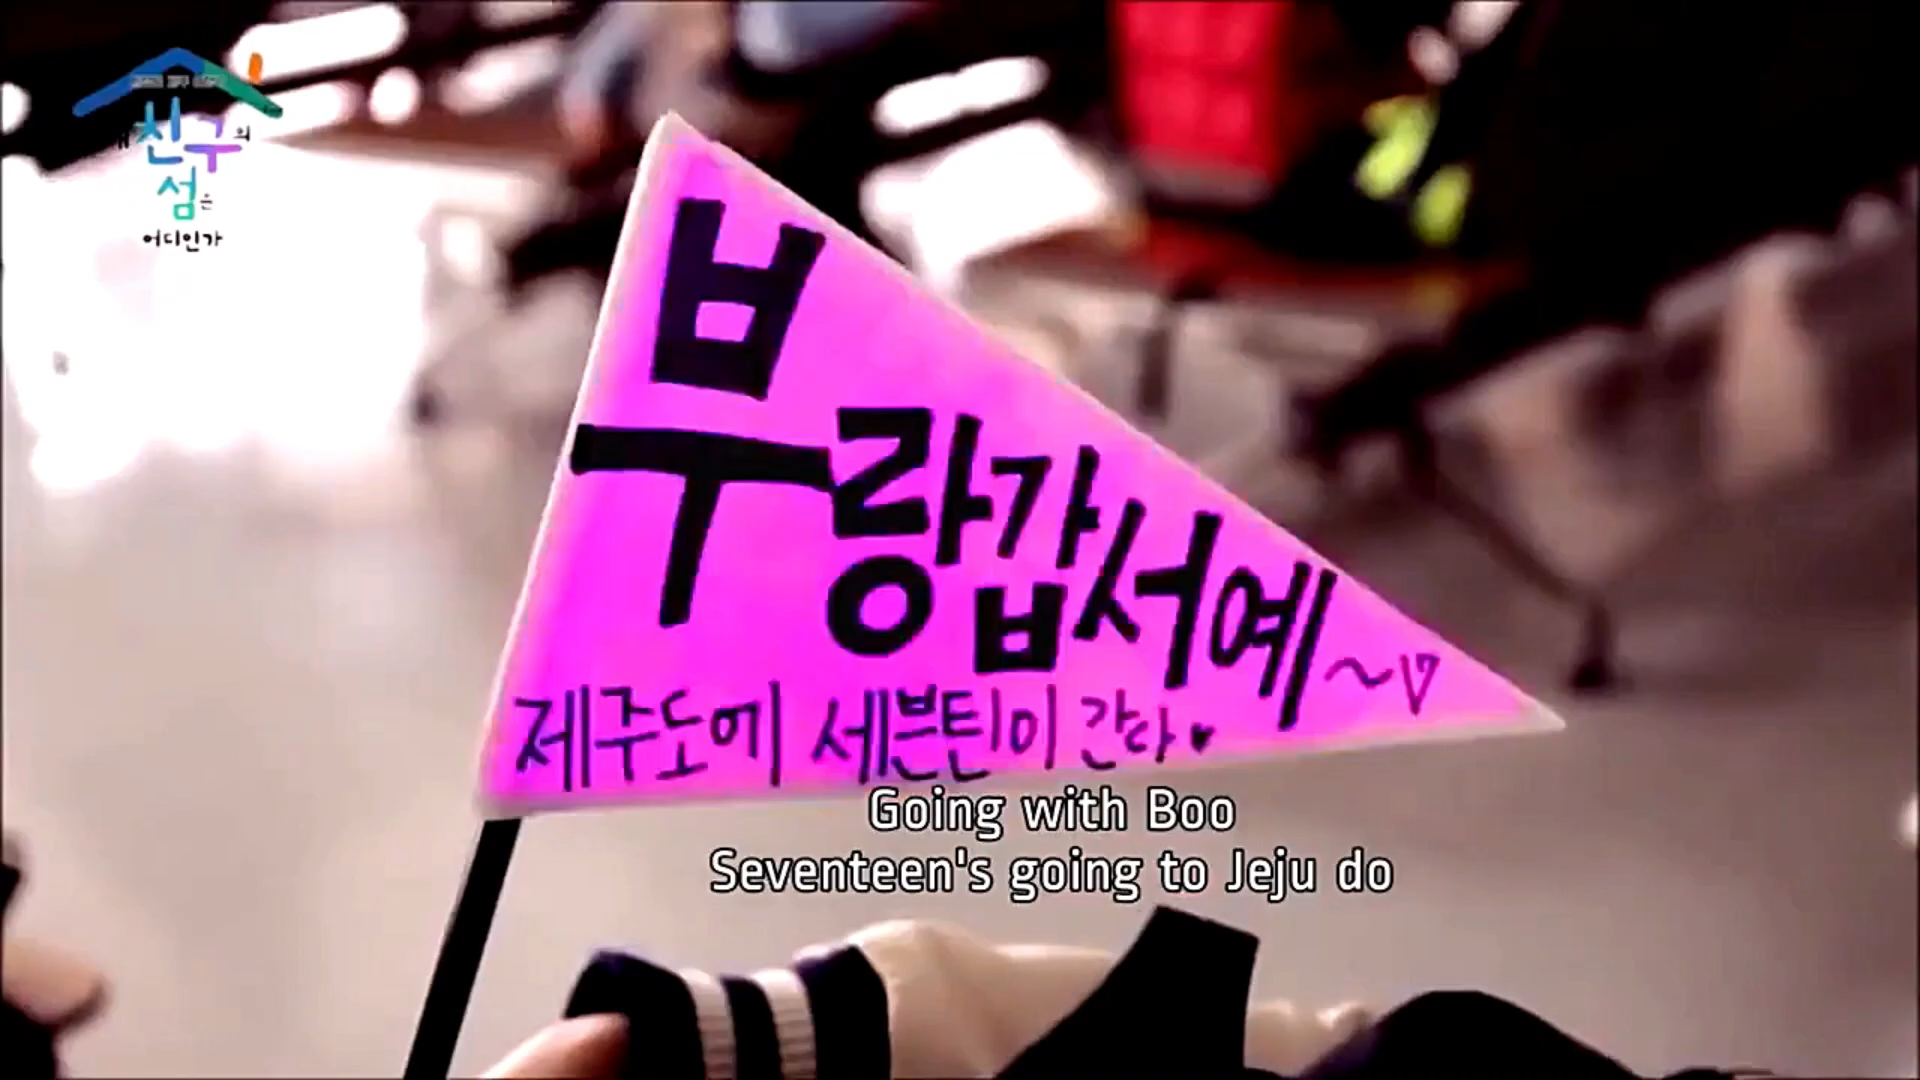 친구의
섬은
어디인가
부랑갑서예~♡
제주도에 세븐틴이 간다♥
Going with Boo
Seventeen's going to Jeju do